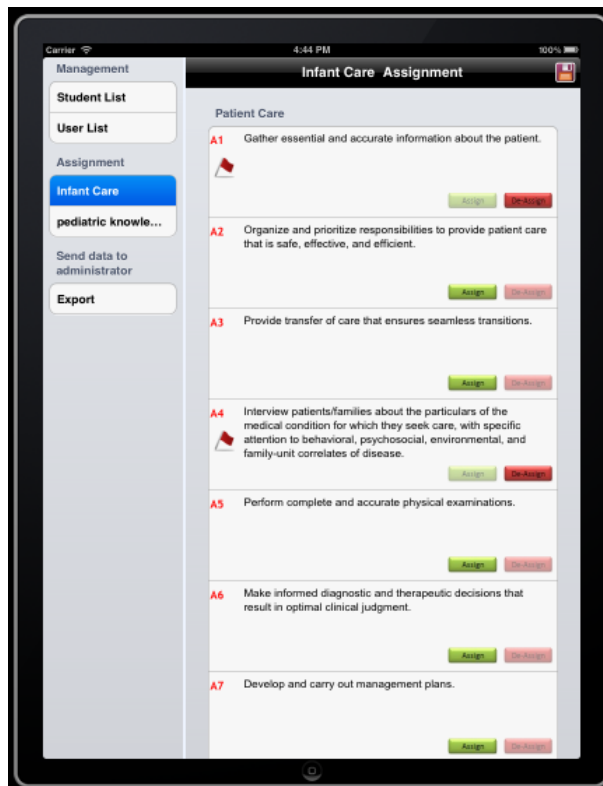 Carrier 4:44 PM 100%
Management
Student List
User List
Assignment
Infant Care
pediatric knowle...
Send data to
administrator
Export
Infant Care Assignment
Patient Care
A1 Gather essential and accurate information about the patient.
Assign De-Assign
A2 Organize and prioritize responsibilities to provide patient care
that is safe, effective, and efficient.
Assign De-Assign
A3 Provide transfer of care that ensures seamless transitions.
Assign De-Assign
A4 Interview patients/families about the particulars of the
medical condition for which they seek care, with specific
attention to behavioral, psychosocial, environmental, and
family-unit correlates of disease.
Assign De-Assign
A5 Perform complete and accurate physical examinations.
Assign De-Assign
A6 Make informed diagnostic and therapeutic decisions that
result in optimal clinical judgment.
Assign De-Assign
A7 Develop and carry out management plans.
Assign De-Assign